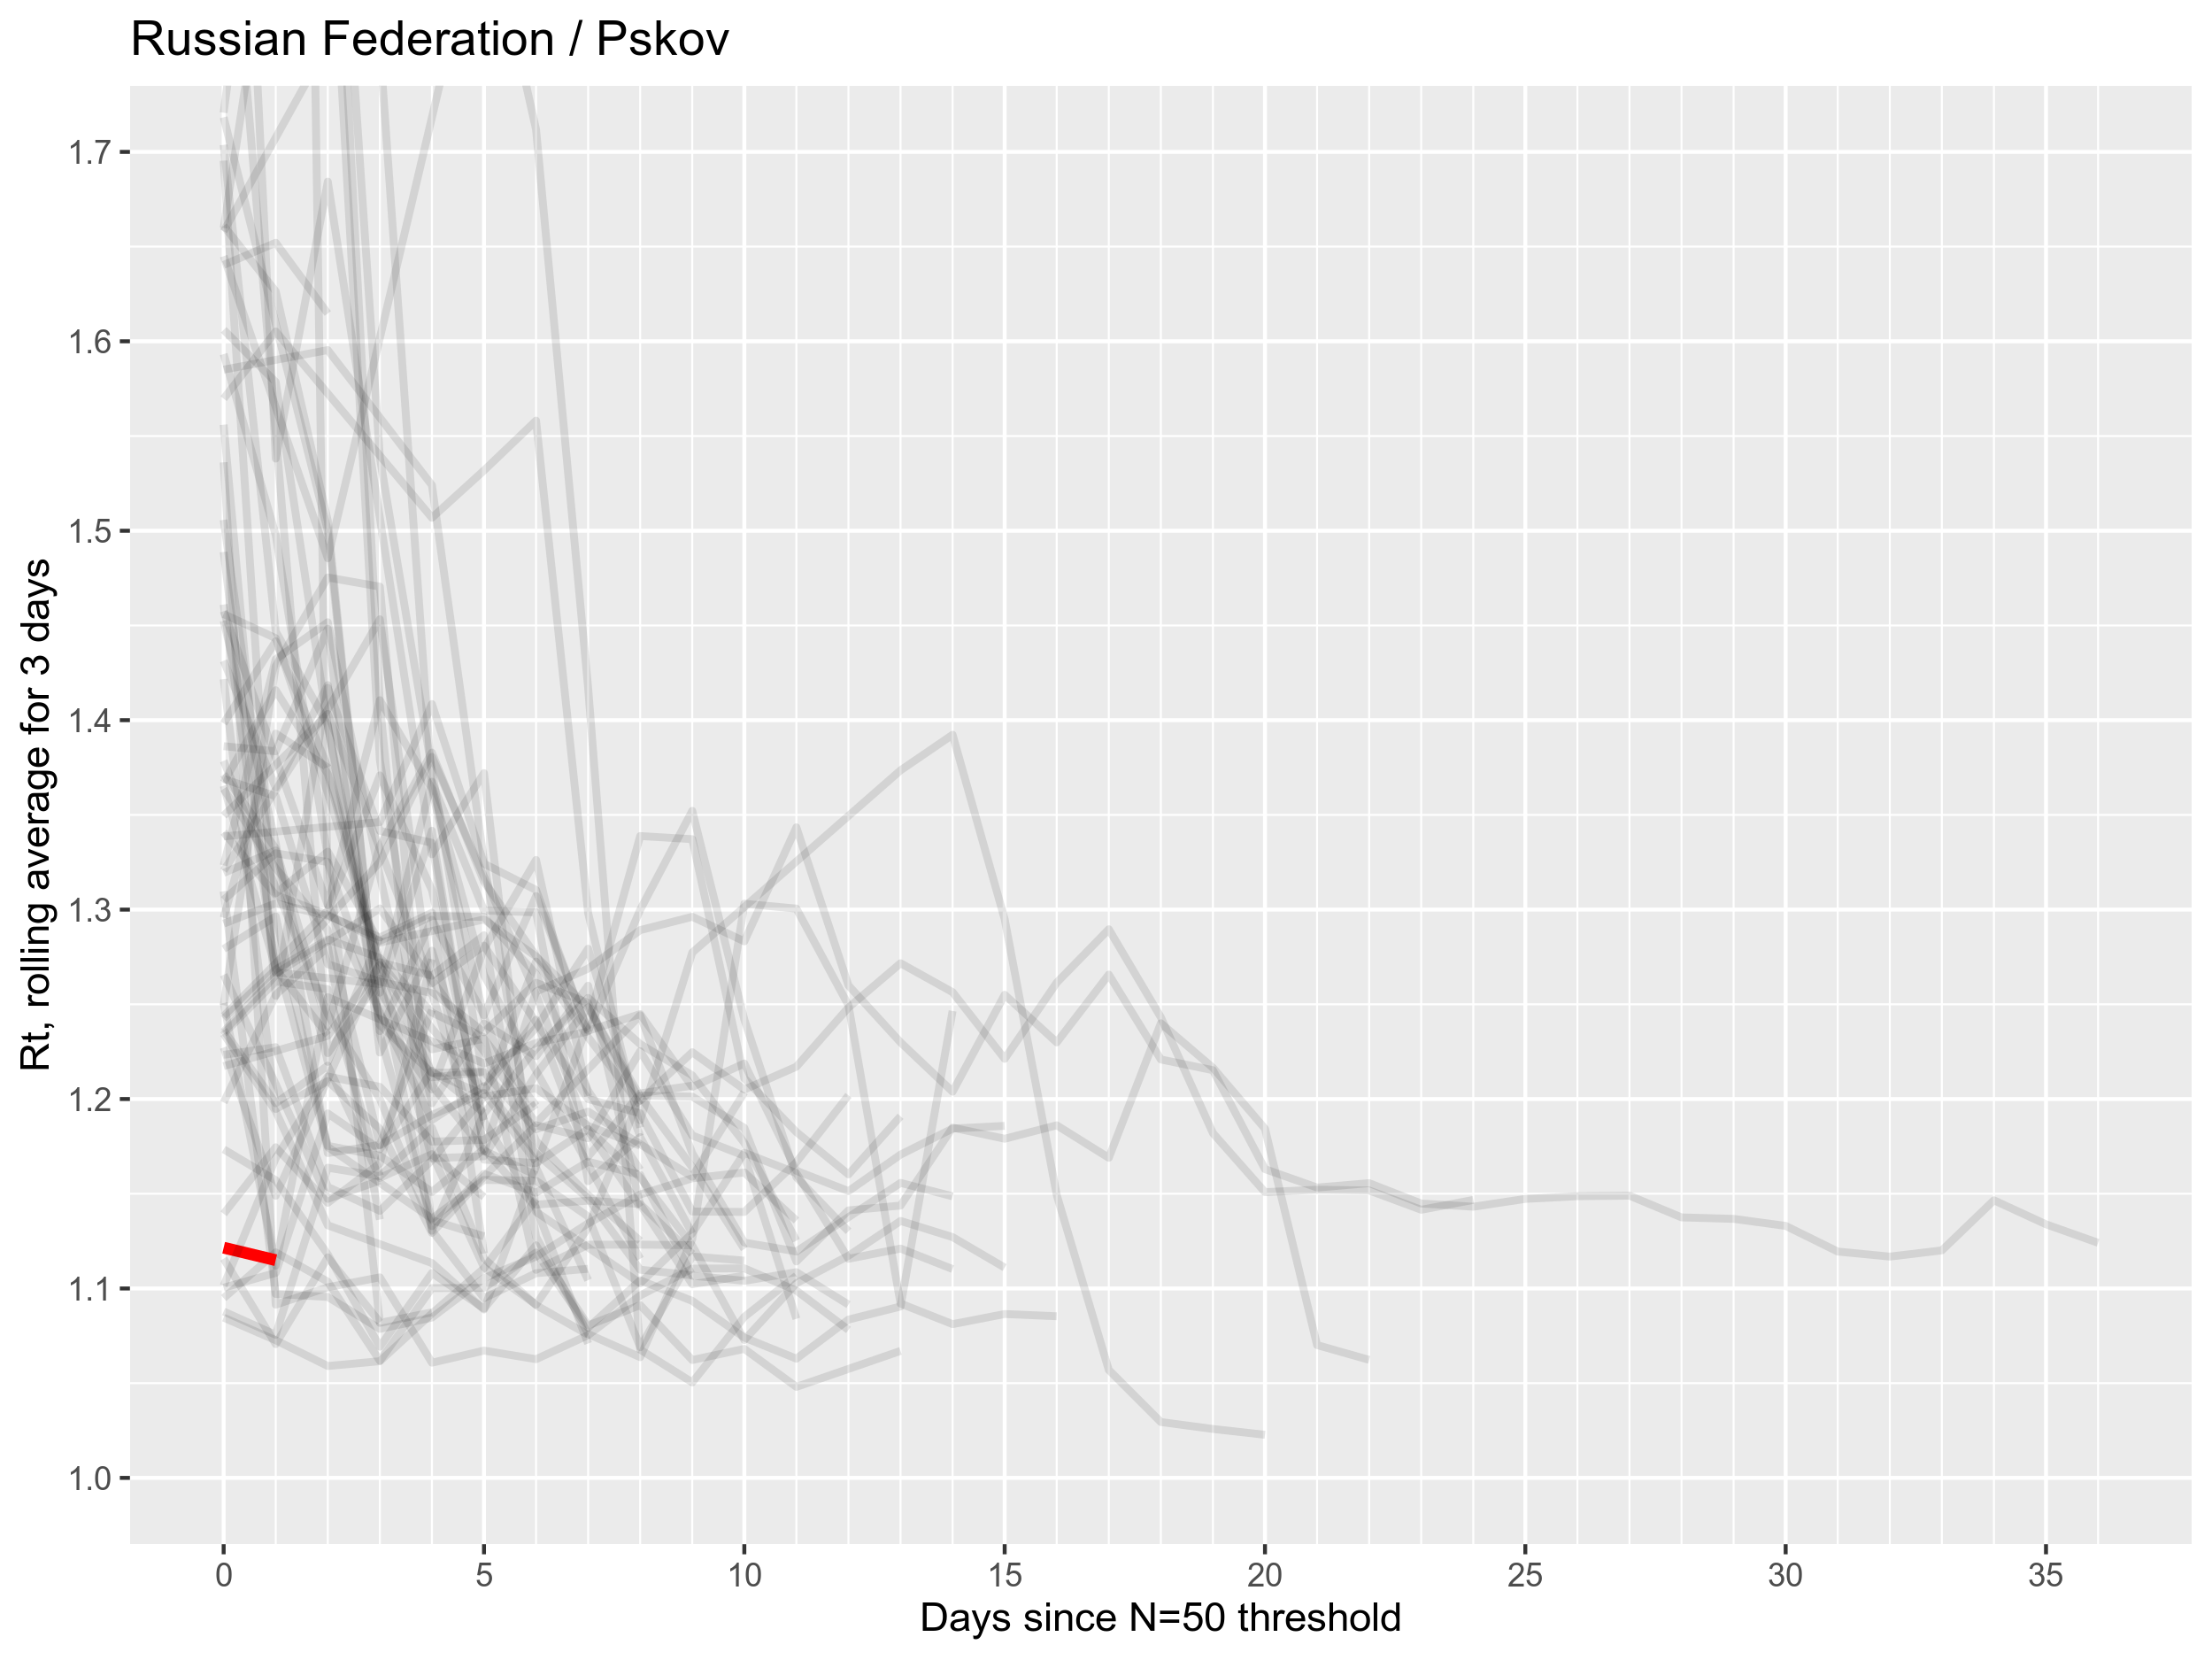 Russian Federation / Pskov
Rt, rolling average for 3 days
1.7
1.6
1.5
1.4
1.3
1.2
1.1
1.0
0 5 10 15 20 25 30 35
Days since N=50 threshold